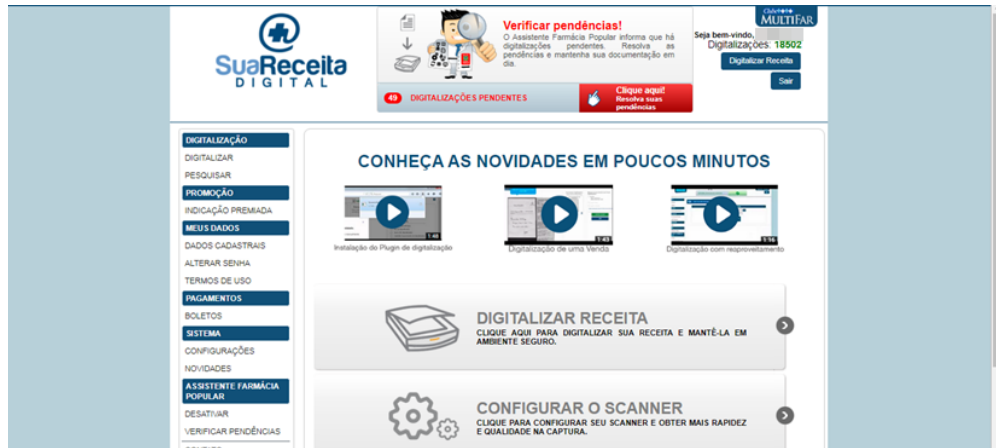 SuaReceita
DIGITAL
Verificar pendências!
O Assistente Farmácia Popular informa que há
digitalizações pendentes. Resolva as
pendências e mantenha sua documentação em
dia.
49 DIGITALIZAÇÕES PENDENTES
Clique aqui!
Resolva suas
pendências
Clube
MULTIFAR
Seja bem-vindo,
Digitalizações: 18502
Digitalizar Receita
Sair
DIGITALIZAÇÃO
DIGITALIZAR
PESQUISAR
PROMOÇÃO
INDICAÇÃO PREMIADA
MEUS DADOS
DADOS CADASTRAIS
ALTERAR SENHA
TERMOS DE USO
PAGAMENTOS
BOLETOS
SISTEMA
CONFIGURAÇÕES
NOVIDADES
ASSISTENTE FARMÁCIA
POPULAR
DESATIVAR
VERIFICAR PENDÊNCIAS
CONHEÇA AS NOVIDADES EM POUCOS MINUTOS
1:48
Instalação do Plugin de digitalização
1:43
Digitalização de uma Venda
1:16
Digitalização com reaproveitamento
DIGITALIZAR RECEITA
CLIQUE AQUI PARA DIGITALIZAR SUA RECEITA E MANTÊ-LA EM
AMBIENTE SEGURO.
CONFIGURAR O SCANNER
CLIQUE PARA CONFIGURAR SEU SCANNER E OBTER MAIS RAPIDEZ
E QUALIDADE NA CAPTURA.